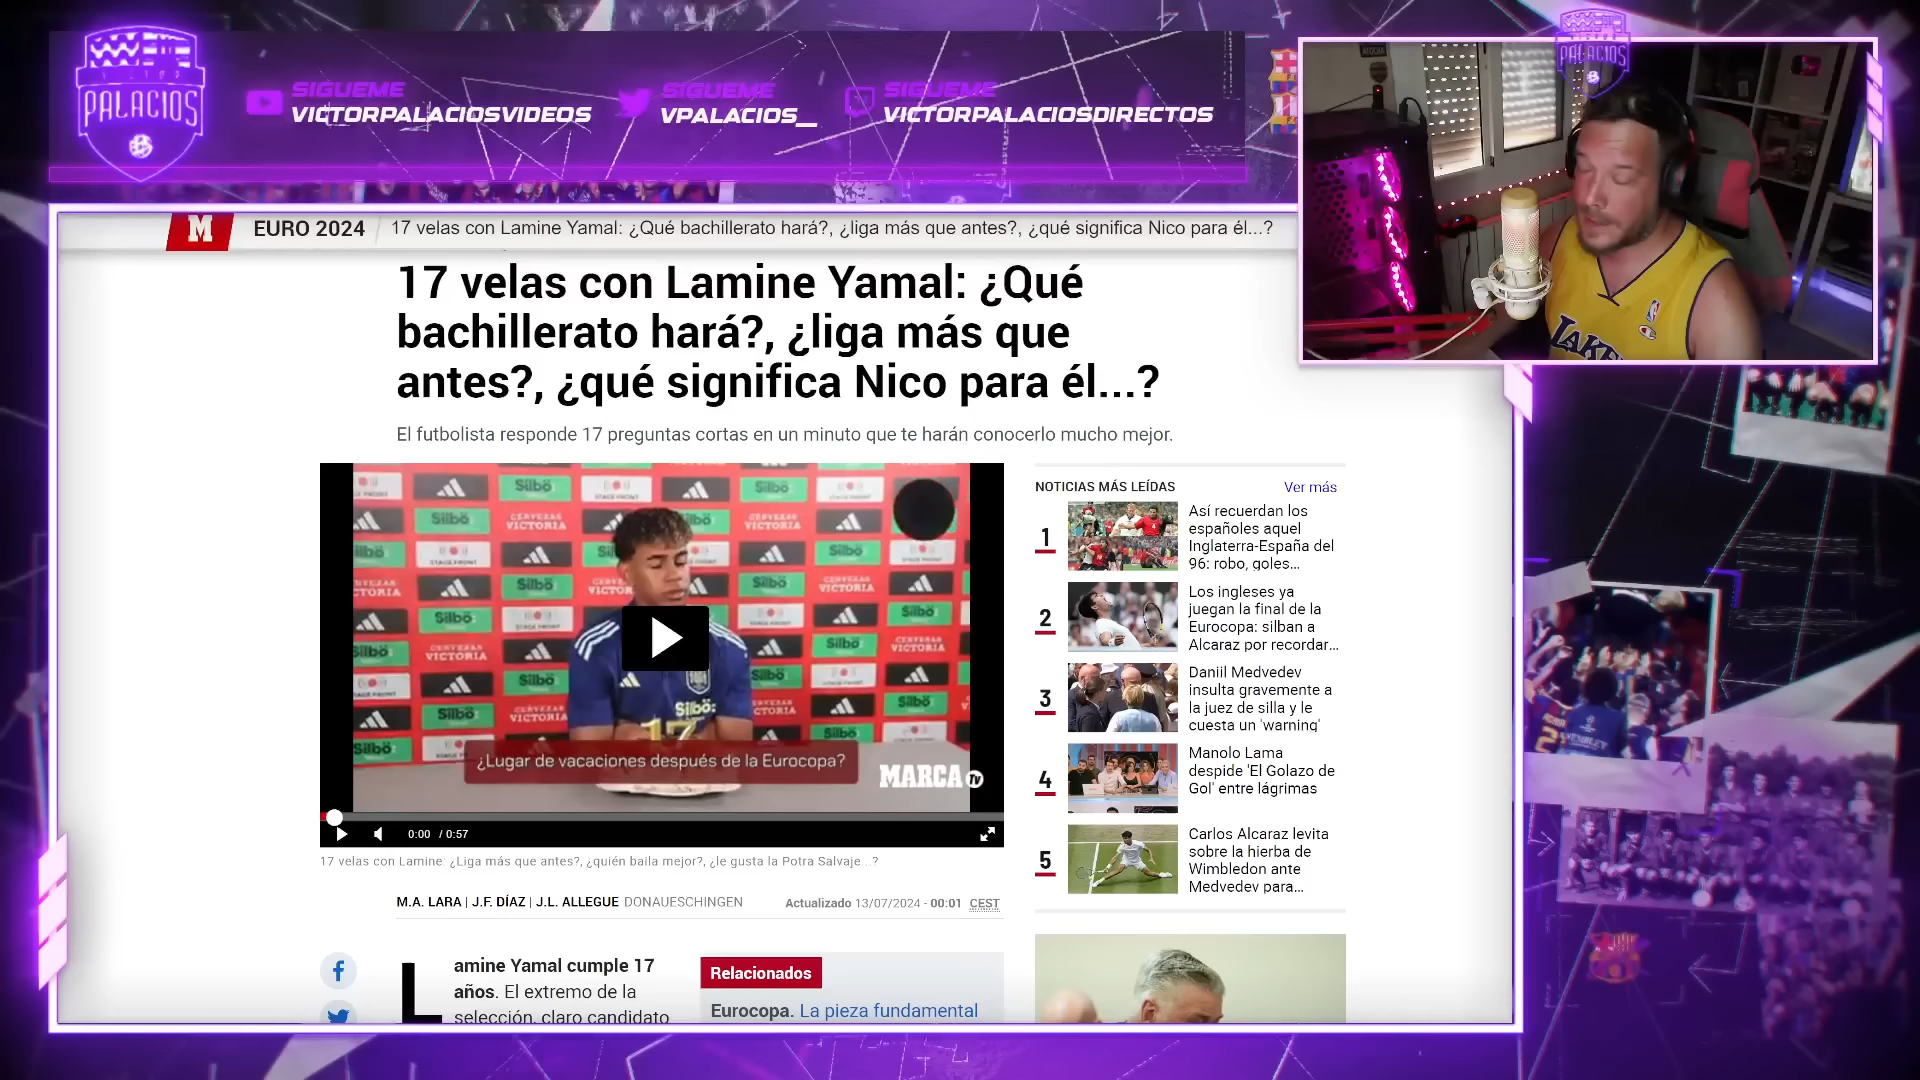 PALACIOS
SIGUEME
VICTORPALACIOSVIDEOS
SIGUEME
VPALACIOS_
SIGUEME
VICTORPALACIOSDIRECTOS
PALACIOS
LAKE
M
EURO 2024
17 velas con Lamine Yamal: ¿Qué bachillerato hará?, ¿liga más que antes?, ¿qué significa Nico para él...?
17 velas con Lamine Yamal: ¿Qué
bachillerato hará?, ¿liga más que
antes?, ¿qué significa Nico para él...?
El futbolista responde 17 preguntas cortas en un minuto que te harán conocerlo mucho mejor.
Silbö
CERVEZAS
VICTORIA
17
¿Lugar de vacaciones después de la Eurocopa?
MARCA TV
0:00 / 0:57
17 velas con Lamine: ¿Liga más que antes?, ¿quién baila mejor?, ¿le gusta la Potra Salvaje...?
M.A. LARA | J.F. DÍAZ | J.L. ALLEGUE DONAUESCHINGEN
Actualizado 13/07/2024 - 00:01 CEST
Lamine Yamal cumple 17
años. El extremo de la
selección, claro candidato
Relacionados
Eurocopa. La pieza fundamental
NOTICIAS MÁS LEÍDAS
Ver más
1
Así recuerdan los
españoles aquel
Inglaterra-España del
96: robo, goles...
2
Los ingleses ya
juegan la final de la
Eurocopa: silban a
Alcaraz por recordar...
3
Daniil Medvedev
insulta gravemente a
la juez de silla y le
cuesta un 'warning'
4
Manolo Lama
despide 'El Golazo de
Gol' entre lágrimas
5
Carlos Alcaraz levita
sobre la hierba de
Wimbledon ante
Medvedev para...